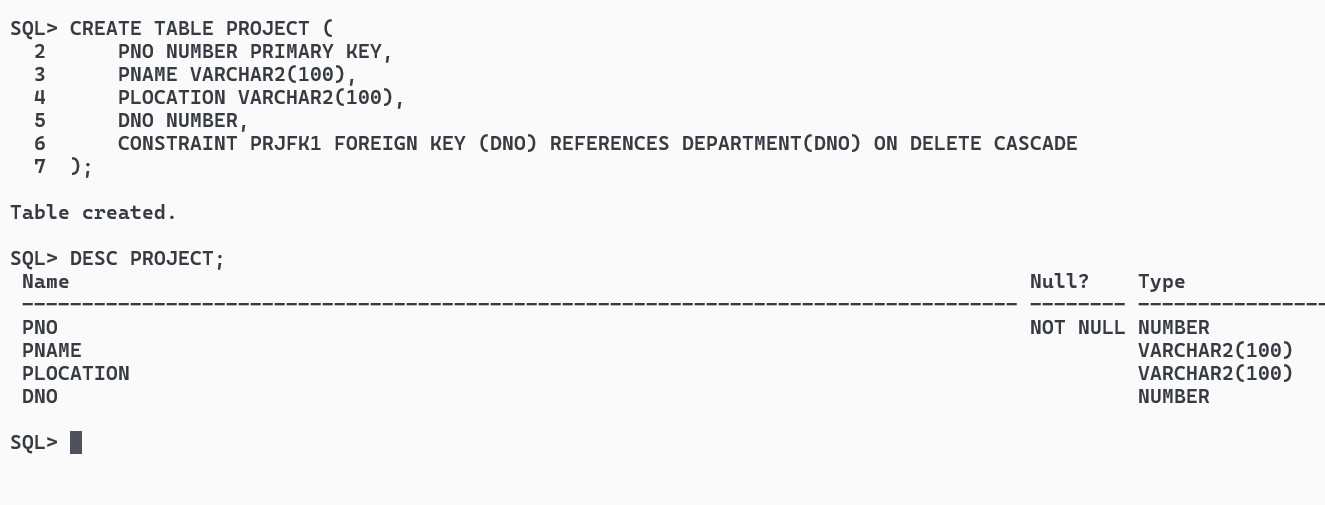 SQL> CREATE TABLE PROJECT (
  2      PNO NUMBER PRIMARY KEY,
  3      PNAME VARCHAR2(100),
  4      PLOCATION VARCHAR2(100),
  5      DNO NUMBER,
  6      CONSTRAINT PRJFK1 FOREIGN KEY (DNO) REFERENCES DEPARTMENT(DNO) ON DELETE CASCADE
  7  );
Table created.
SQL> DESC PROJECT;
 Name                                                                                Null?    Type
 ----------------------------------------------------------------------------------- -------- ----------------
 PNO                                                                                 NOT NULL NUMBER
 PNAME                                                                                        VARCHAR2(100)
 PLOCATION                                                                                    VARCHAR2(100)
 DNO                                                                                          NUMBER
SQL>